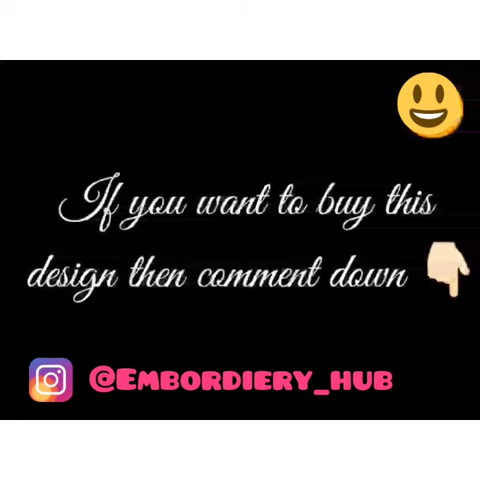 If you want to buy this
design then comment down
@EMBORDIERY_HUB